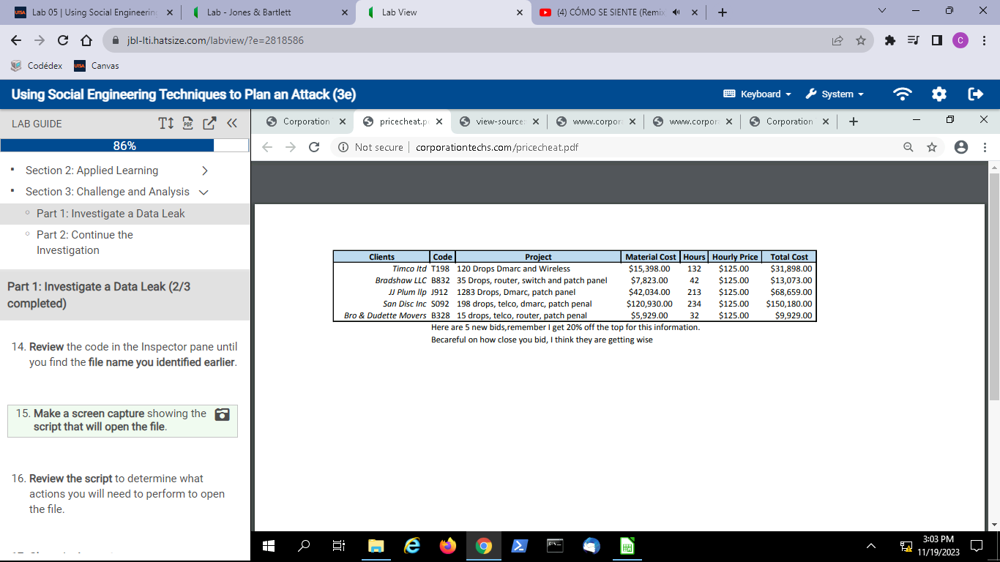 Lab 05 | Using Social Engineerin
Lab - Jones & Bartlett
Lab View
(4) CÓMO SE SIENTE (Remix
jbl-lti.hatsize.com/labview/?e=2818586
C
Codédex
UTSA
Canvas
Using Social Engineering Techniques to Plan an Attack (3e)
Keyboard
System
LAB GUIDE
PDF
86%
Section 2: Applied Learning
Section 3: Challenge and Analysis
Part 1: Investigate a Data Leak
Part 2: Continue the
Investigation
Part 1: Investigate a Data Leak (2/3
completed)
14. Review the code in the Inspector pane until
you find the file name you identified earlier.
15. Make a screen capture showing the
script that will open the file.
16. Review the script to determine what
actions you will need to perform to open
the file.
Corporation
pricecheat.p
view-source:
www.corpor
www.corpor
Corporation
Not secure | corporationtechs.com/pricecheat.pdf
Clients Code Project Material Cost Hours Hourly Price Total Cost
Timco ltd T198 120 Drops Dmarc and Wireless $15,398.00 132 $125.00 $31,898.00
Bradshaw LLC B832 35 Drops, router, switch and patch panel $7,823.00 42 $125.00 $13,073.00
JJ Plum llp J912 1283 Drops, Dmarc, patch panel $42,034.00 213 $125.00 $68,659.00
San Disc Inc S092 198 drops, telco, dmarc, patch penal $120,930.00 234 $125.00 $150,180.00
Bro & Dudette Movers B328 15 drops, telco, router, patch penal $5,929.00 32 $125.00 $9,929.00
Here are 5 new bids,remember I get 20% off the top for this information.
Becareful on how close you bid, I think they are getting wise
3:03 PM
11/19/2023